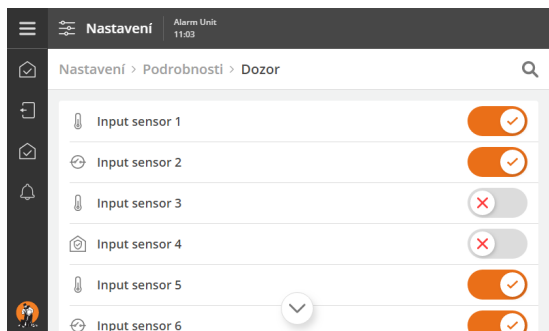 Nastavení
Alarm Unit
11:03
Nastavení > Podrobnosti > Dozor
Input sensor 1
Input sensor 2
Input sensor 3
Input sensor 4
Input sensor 5
Input sensor 6